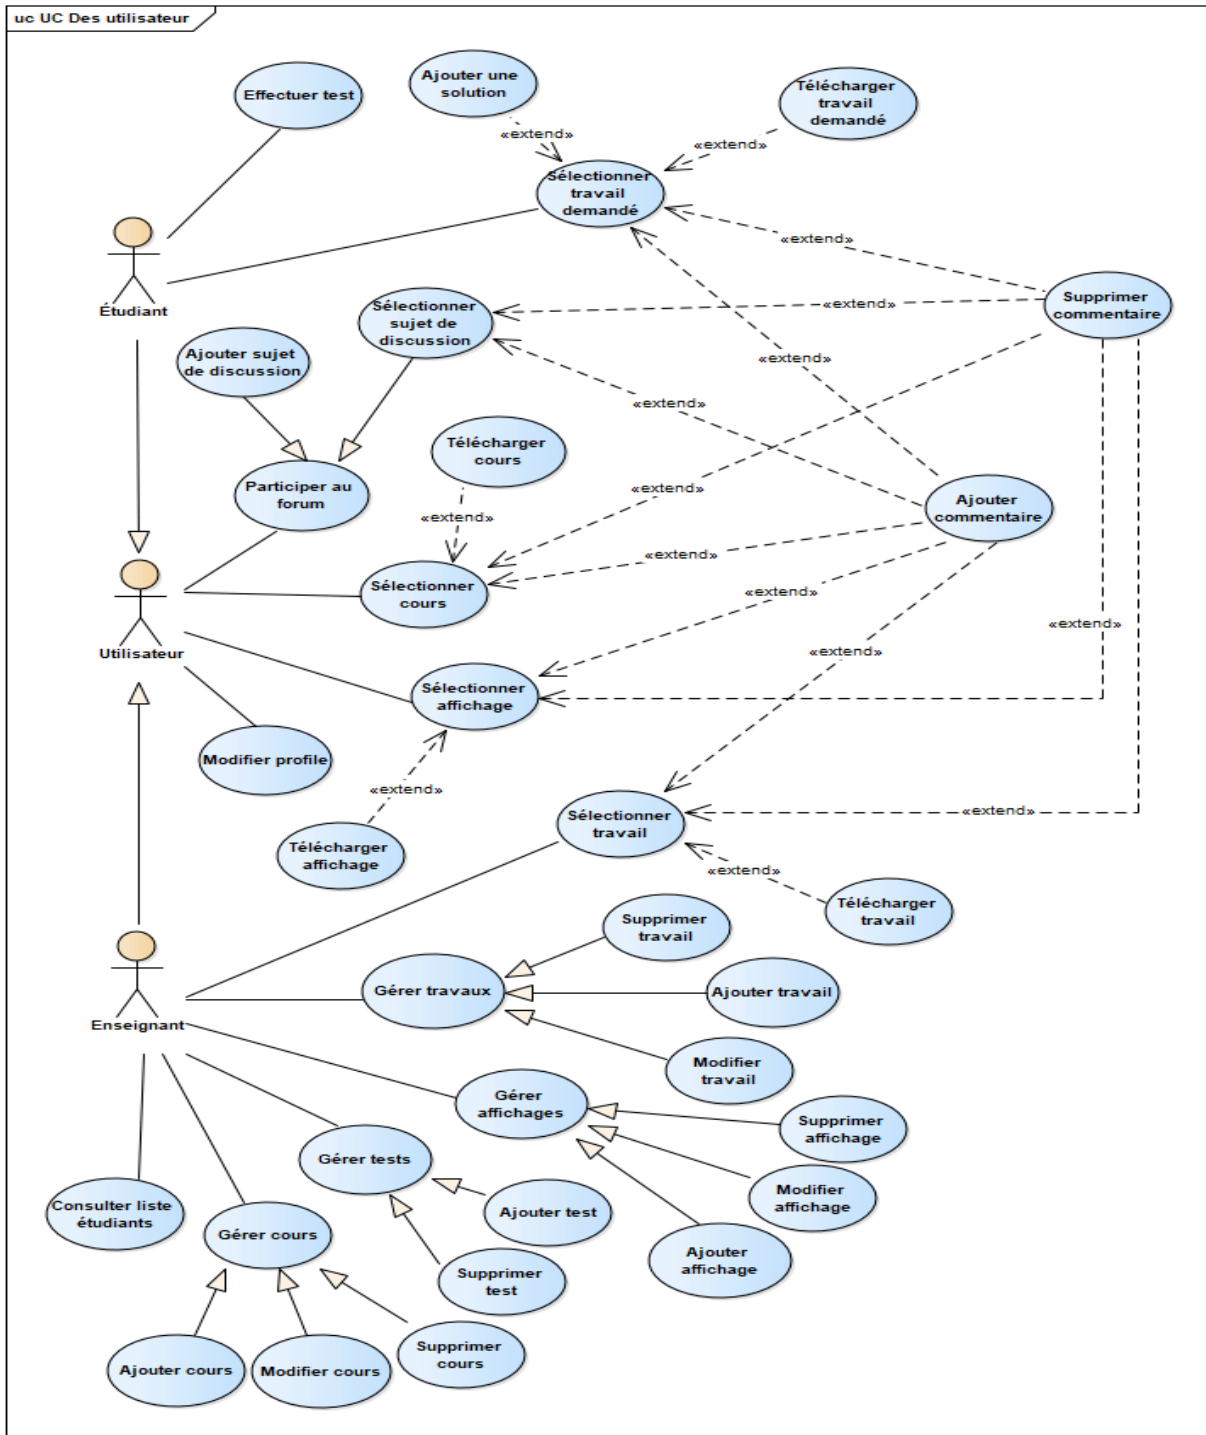 uc UC Des utilisateur
Effectuer test
Ajouter une
solution
Télécharger
travail
demandé
«extend»
«extend»
Sélectionner
travail
demandé
«extend»
Étudiant
Sélectionner
sujet de
discussion
«extend»
Supprimer
commentaire
Ajouter sujet
de discussion
«extend»
«extend»
Télécharger
cours
Participer au
forum
«extend»
«extend»
Ajouter
commentaire
«extend»
Sélectionner
cours
«extend»
«extend»
Utilisateur
«extend»
Sélectionner
affichage
Modifier profile
«extend»
Sélectionner
travail
«extend»
Télécharger
affichage
«extend»
Télécharger
travail
Supprimer
travail
Gérer travaux
Ajouter travail
Enseignant
Modifier
travail
Gérer
affichages
Supprimer
affichage
Gérer tests
Modifier
affichage
Consulter liste
étudiants
Ajouter test
Gérer cours
Ajouter
affichage
Supprimer
test
Supprimer
cours
Ajouter cours
Modifier cours